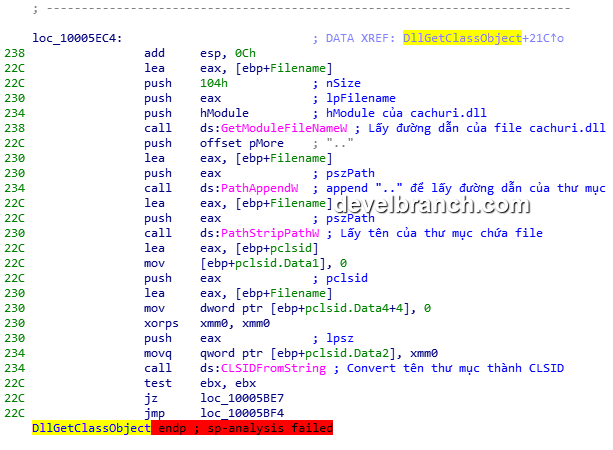 ; ---------------------------------------------------------------------------
loc_10005EC4: ; DATA XREF: DllGetClassObject+21C↑o
238 add esp, 0Ch
22C lea eax, [ebp+Filename]
22C push 104h ; nSize
230 push eax ; lpFilename
234 push hModule ; hModule của cachuri.dll
238 call ds:GetModuleFileNameW ; Lấy đường dẫn của file cachuri.dll
22C push offset pMore ; ".."
230 lea eax, [ebp+Filename]
230 push eax ; pszPath
234 call ds:PathAppendW ; append ".." để lấy đường dẫn của thư mục
22C lea eax, [ebp+Filename]
22C push eax ; pszPath
230 call ds:PathStripPathW ; Lấy tên của thư mục chứa file
22C lea eax, [ebp+pclsid]
22C mov [ebp+pclsid.Data1], 0
22C push eax ; pclsid
230 lea eax, [ebp+Filename]
230 mov dword ptr [ebp+pclsid.Data4+4], 0
230 xorps xmm0, xmm0
230 push eax ; lpsz
234 movq qword ptr [ebp+pclsid.Data2], xmm0
234 call ds:CLSIDFromString ; Convert tên thư mục thành CLSID
22C test ebx, ebx
22C jz loc_10005BE7
22C jmp loc_10005BF4
DllGetClassObject endp ; sp-analysis failed
develbranch.com